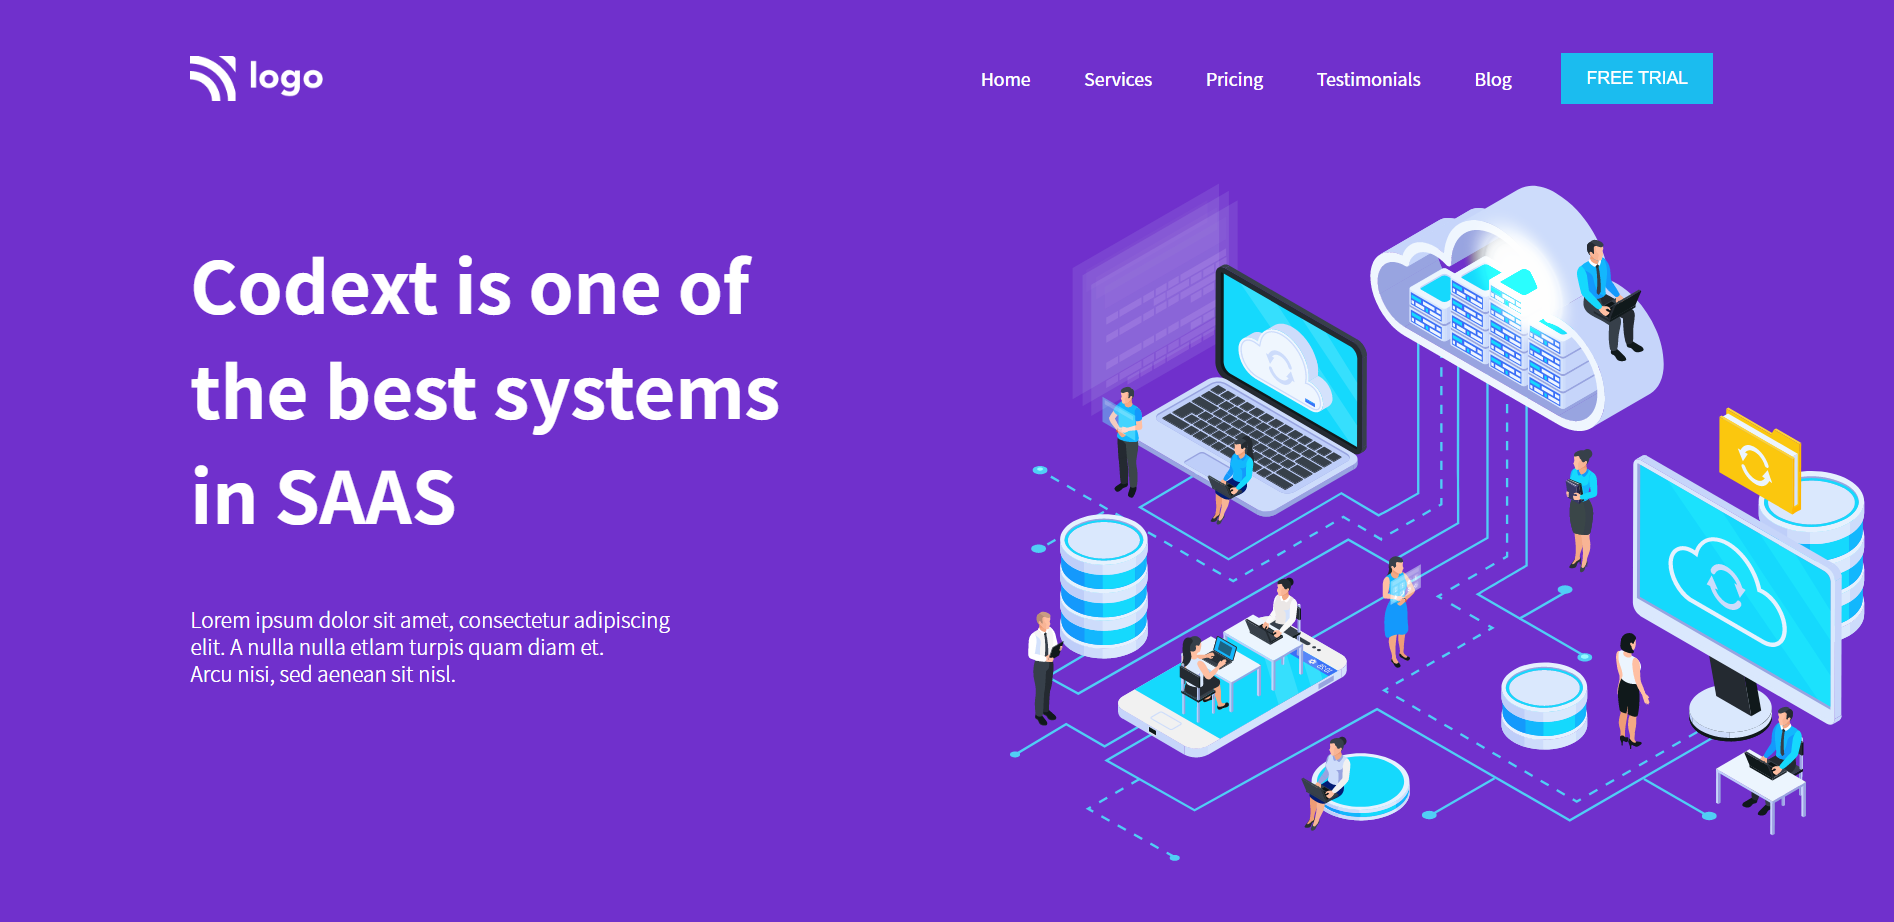 logo
Home
Services
Pricing
Testimonials
Blog
FREE TRIAL
Codext is one of
the best systems
in SAAS
Lorem ipsum dolor sit amet, consectetur adipiscing
elit. A nulla nulla etlam turpis quam diam et.
Arcu nisi, sed aenean sit nisl.